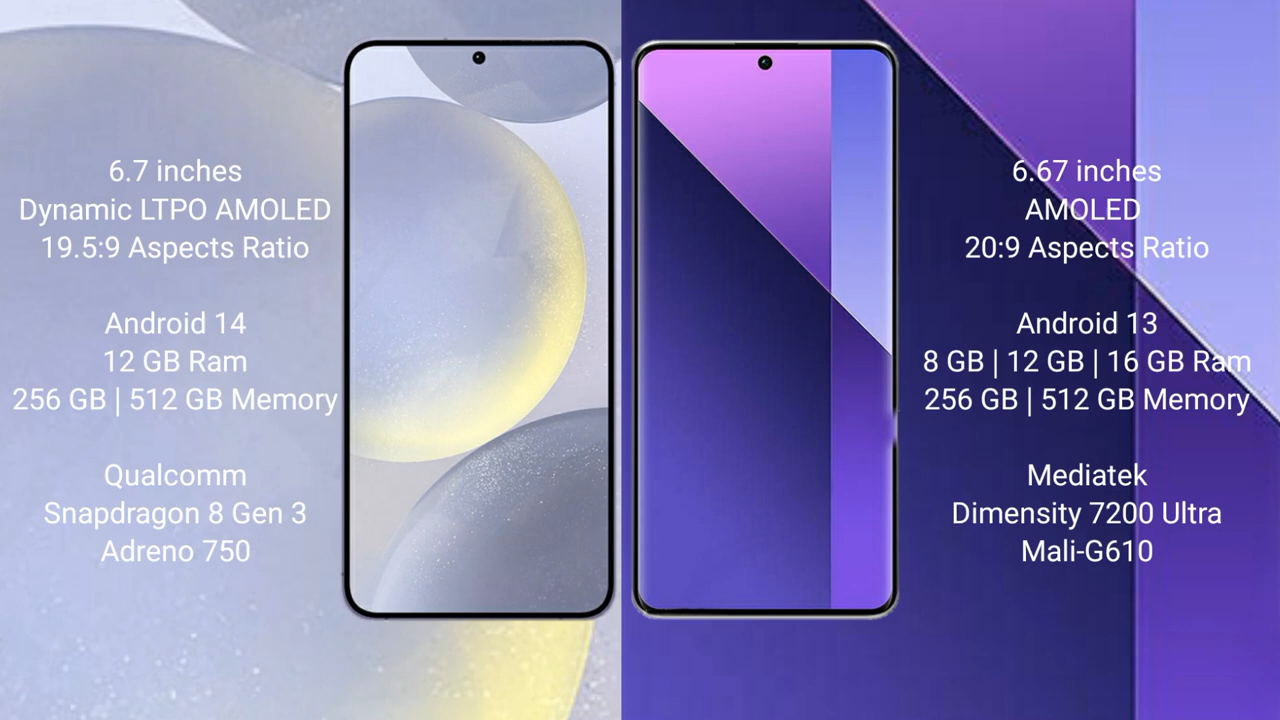 6.7 inches
Dynamic LTPO AMOLED
19.5:9 Aspects Ratio
Android 14
12 GB Ram
256 GB | 512 GB Memory
Qualcomm
Snapdragon 8 Gen 3
Adreno 750
6.67 inches
AMOLED
20:9 Aspects Ratio
Android 13
8 GB | 12 GB | 16 GB Ram
256 GB | 512 GB Memory
Mediatek
Dimensity 7200 Ultra
Mali-G610